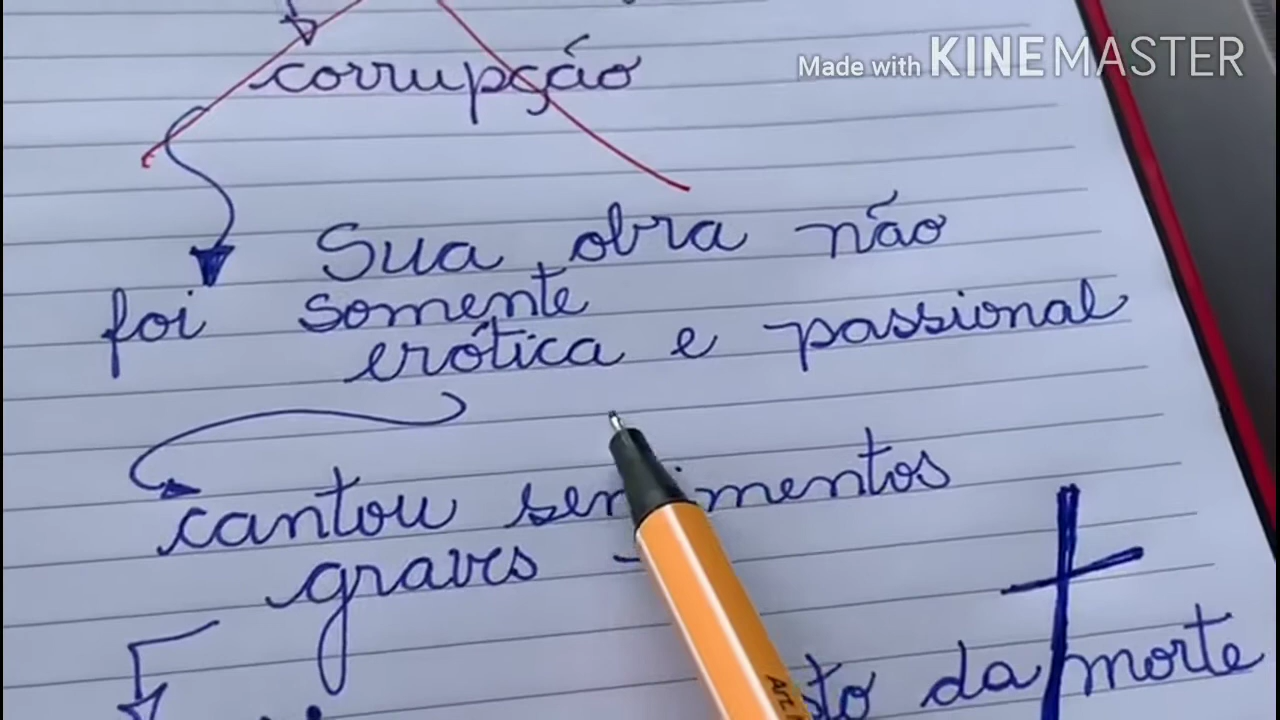 Made with KINEMASTER
corrupção
Sua obra não
foi somente
erótica e passional
cantou sentimentos
graves -
da morte